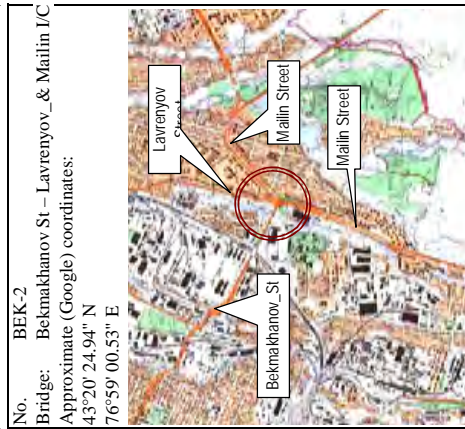 No. BEK-2
Bridge: Bekmakhanov St – Lavrenyov_& Mailin I/C
Approximate (Google) coordinates:
43°20' 24.94" N
76°59' 00.53" E
Lavrenyov
Street
Mailin Street
Mailin Street
Bekmakhanov_St